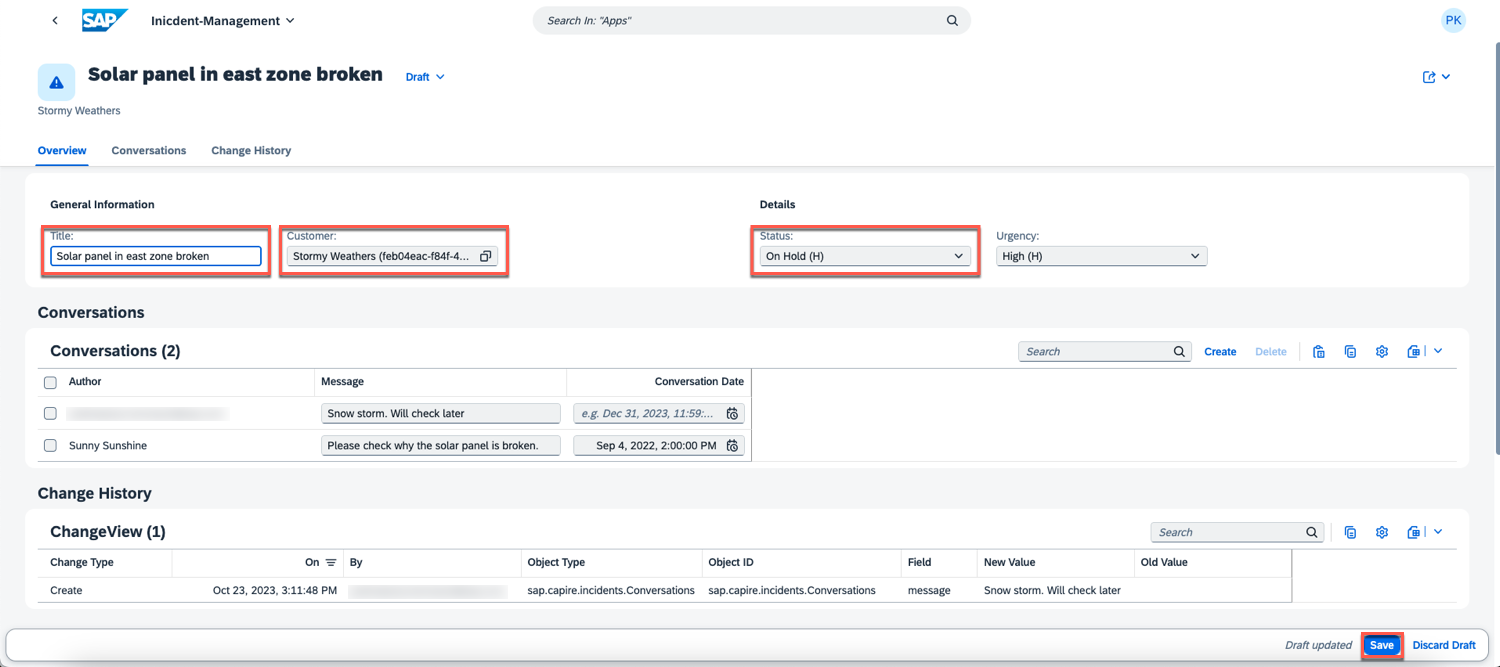 SAP Inicdent-Management Search In: "Apps" PK
Solar panel in east zone broken Draft
Stormy Weathers
Overview Conversations Change History
General Information Details
Title: Customer: Status: Urgency:
Solar panel in east zone broken Stormy Weathers (feb04eac-f84f-4... On Hold (H) High (H)
Conversations
Conversations (2) Search Create Delete
Author Message Conversation Date
Snow storm. Will check later e.g. Dec 31, 2023, 11:59:...
Sunny Sunshine Please check why the solar panel is broken. Sep 4, 2022, 2:00:00 PM
Change History
ChangeView (1) Search
Change Type On By Object Type Object ID Field New Value Old Value
Create Oct 23, 2023, 3:11:48 PM sap.capire.incidents.Conversations sap.capire.incidents.Conversations message Snow storm. Will check later
Draft updated Save Discard Draft